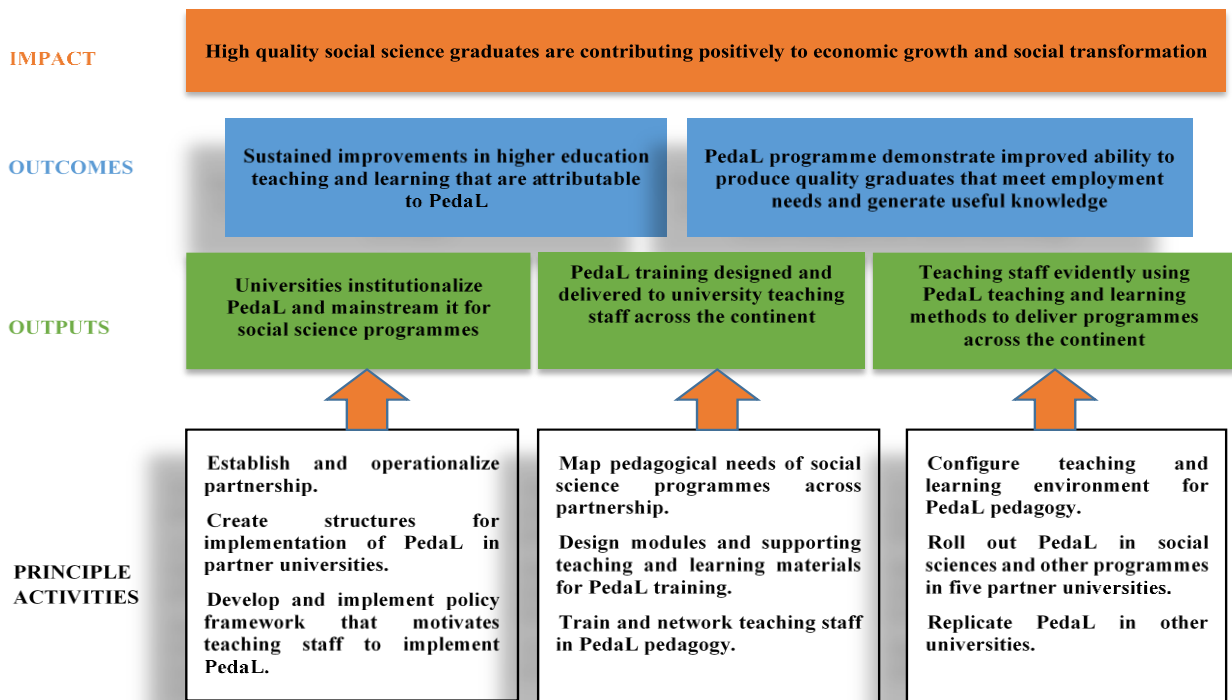 IMPACT
High quality social science graduates are contributing positively to economic growth and social transformation
OUTCOMES
Sustained improvements in higher education
teaching and learning that are attributable
to PedaL
PedaL programme demonstrate improved ability to
produce quality graduates that meet employment
needs and generate useful knowledge
OUTPUTS
Universities institutionalize
PedaL and mainstream it for
social science programmes
PedaL training designed and
delivered to university teaching
staff across the continent
Teaching staff evidently using
PedaL teaching and learning
methods to deliver programmes
across the continent
PRINCIPLE
ACTIVITIES
Establish and operationalize
partnership.
Create structures for
implementation of PedaL in
partner universities.
Develop and implement policy
framework that motivates
teaching staff to implement
PedaL.
Map pedagogical needs of social
science programmes across
partnership.
Design modules and supporting
teaching and learning materials
for PedaL training.
Train and network teaching staff
in PedaL pedagogy.
Configure teaching and
learning environment for
PedaL pedagogy.
Roll out PedaL in social
sciences and other programmes
in five partner universities.
Replicate PedaL in other
universities.